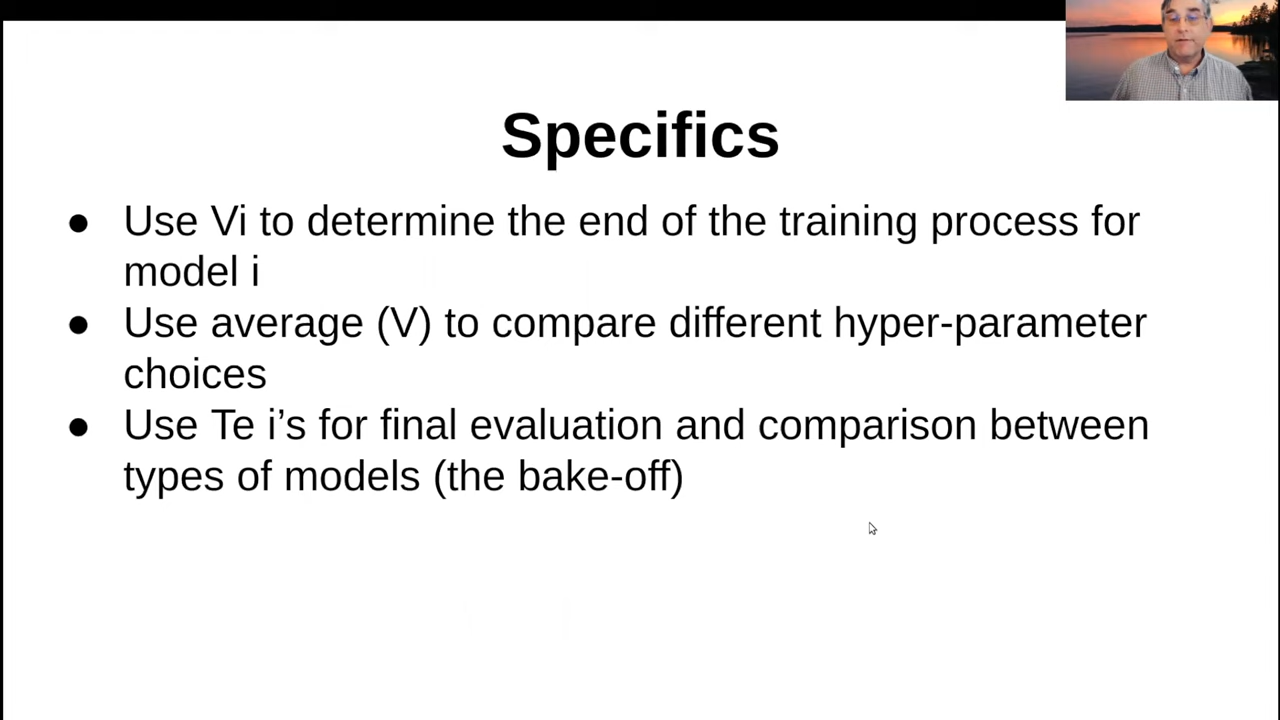 Specifics
● Use Vi to determine the end of the training process for
model i
● Use average (V) to compare different hyper-parameter
choices
● Use Te i’s for final evaluation and comparison between
types of models (the bake-off)